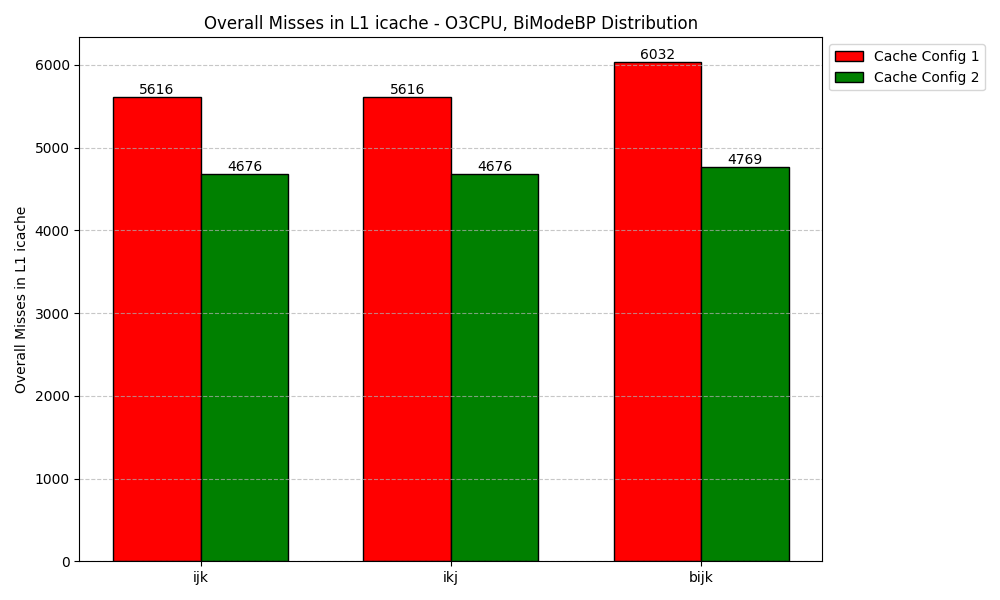 Overall Misses in L1 icache - O3CPU, BiModeBP Distribution
Cache Config 1
Cache Config 2
Overall Misses in L1 icache
6000
5000
4000
3000
2000
1000
0
5616
4676
5616
4676
6032
4769
ijk
ikj
bijk